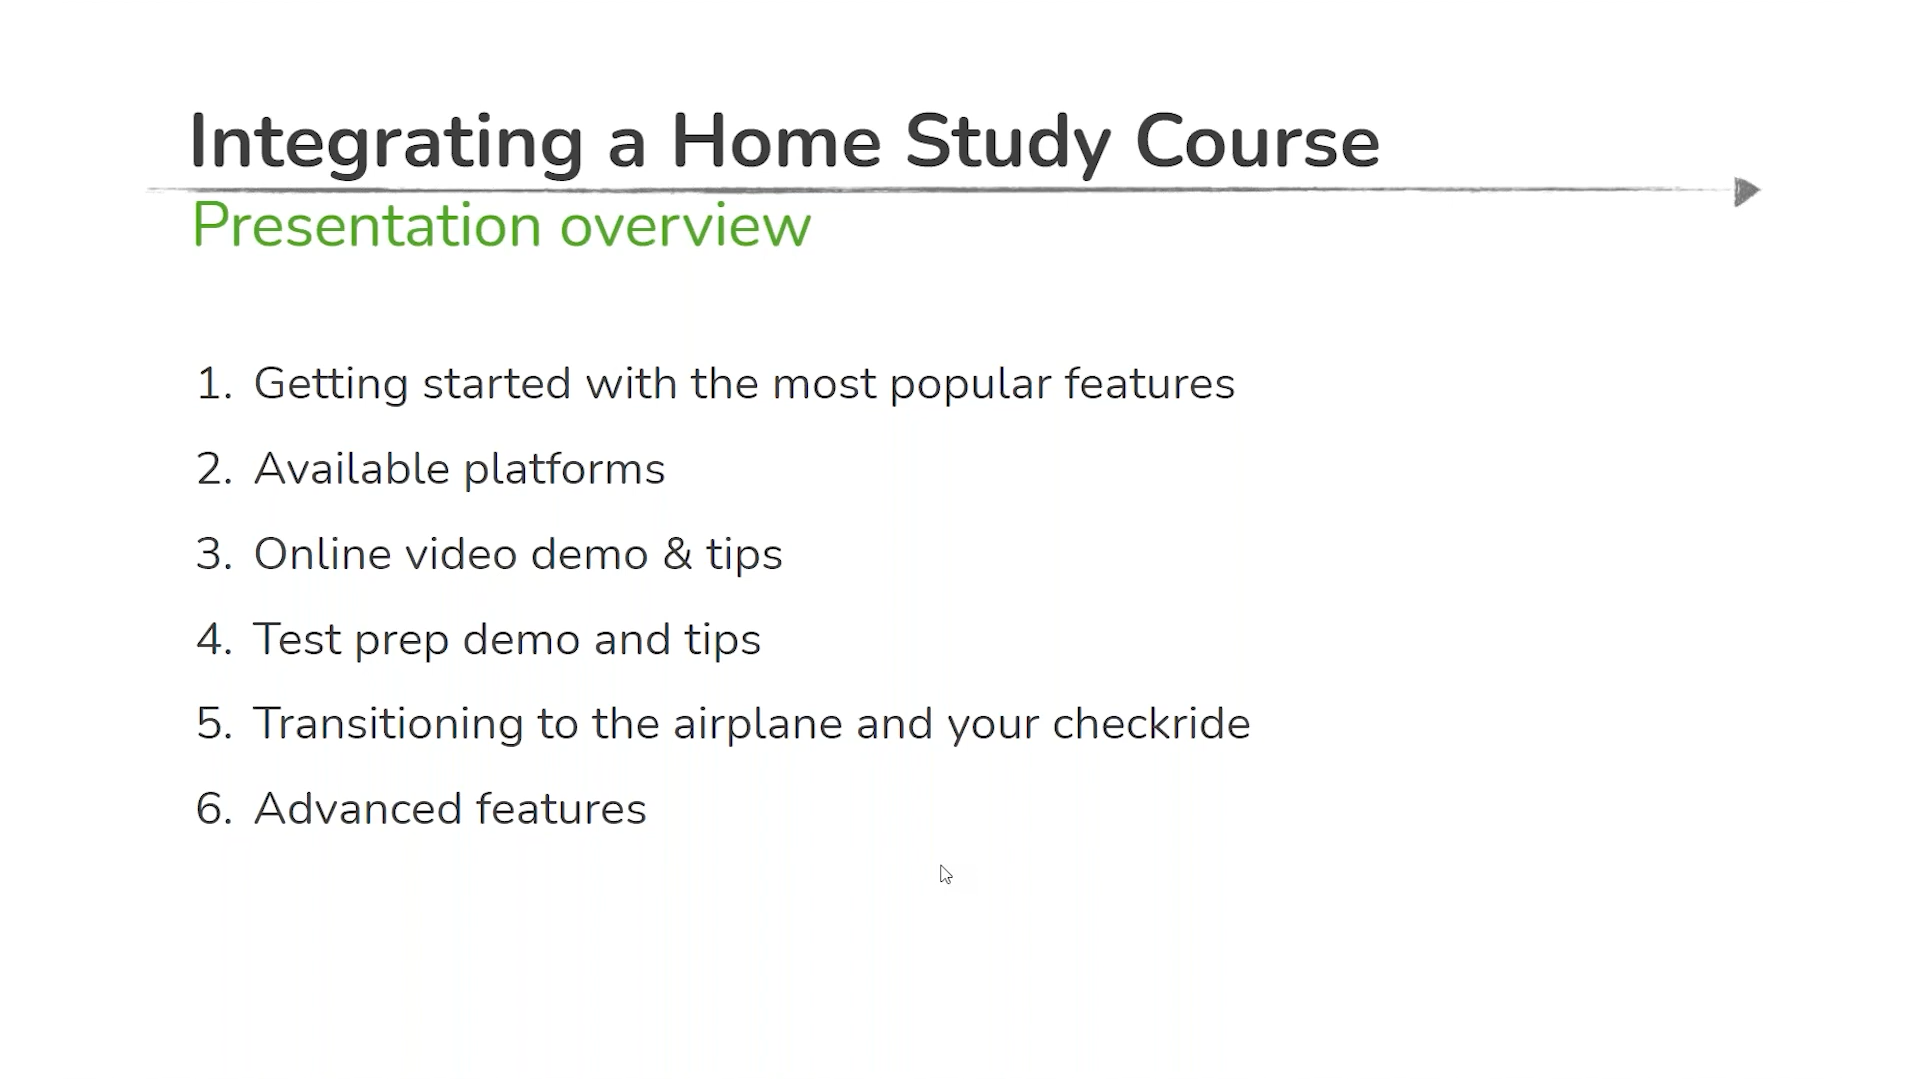 Integrating a Home Study Course
Presentation overview
1. Getting started with the most popular features
2. Available platforms
3. Online video demo & tips
4. Test prep demo and tips
5. Transitioning to the airplane and your checkride
6. Advanced features